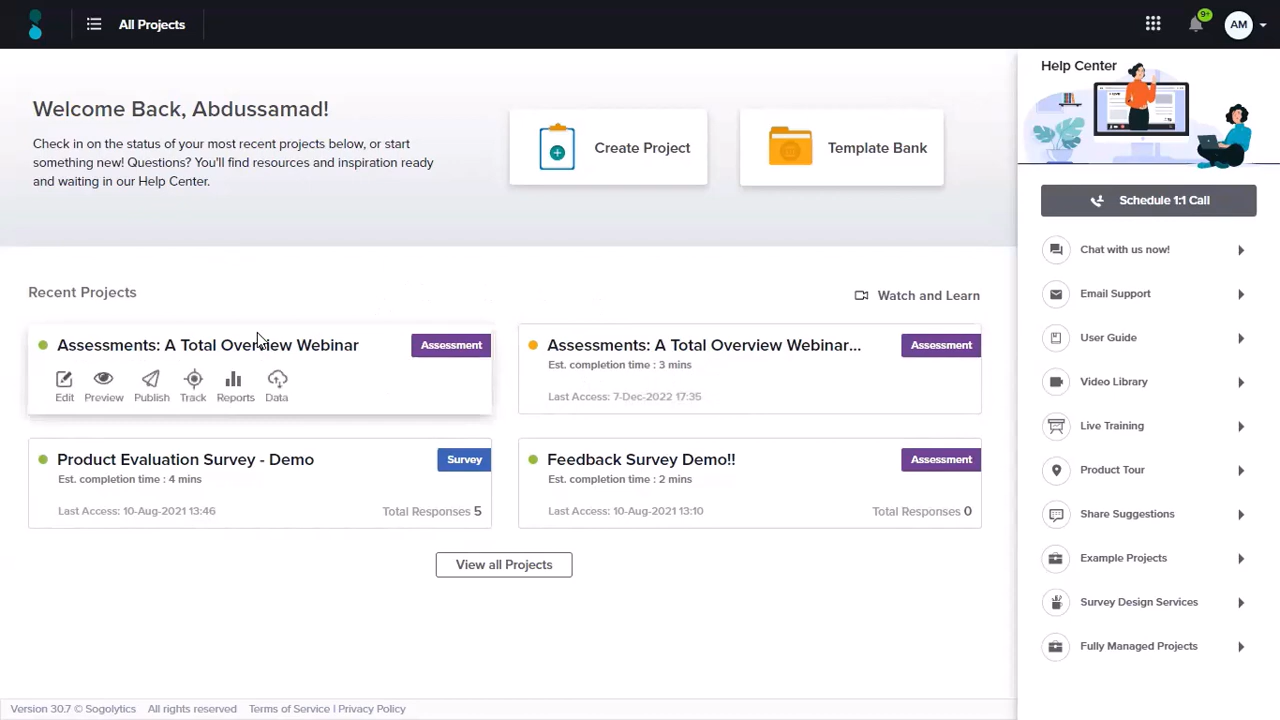 All Projects
9+
AM
Welcome Back, Abdussamad!
Check in on the status of your most recent projects below, or start
something new! Questions? You'll find resources and inspiration ready
and waiting in our Help Center.
Create Project
Template Bank
Recent Projects
Watch and Learn
Assessments: A Total Overview Webinar
Assessment
Edit
Preview
Publish
Track
Reports
Data
Assessments: A Total Overview Webinar...
Assessment
Est. completion time : 3 mins
Last Access: 7-Dec-2022 17:35
Product Evaluation Survey - Demo
Survey
Est. completion time : 4 mins
Last Access: 10-Aug-2021 13:46
Total Responses 5
Feedback Survey Demo!!
Assessment
Est. completion time : 2 mins
Last Access: 10-Aug-2021 13:10
Total Responses 0
View all Projects
Help Center
Schedule 1:1 Call
Chat with us now!
Email Support
User Guide
Video Library
Live Training
Product Tour
Share Suggestions
Example Projects
Survey Design Services
Fully Managed Projects
Version 30.7 © Sogolytics All rights reserved Terms of Service | Privacy Policy